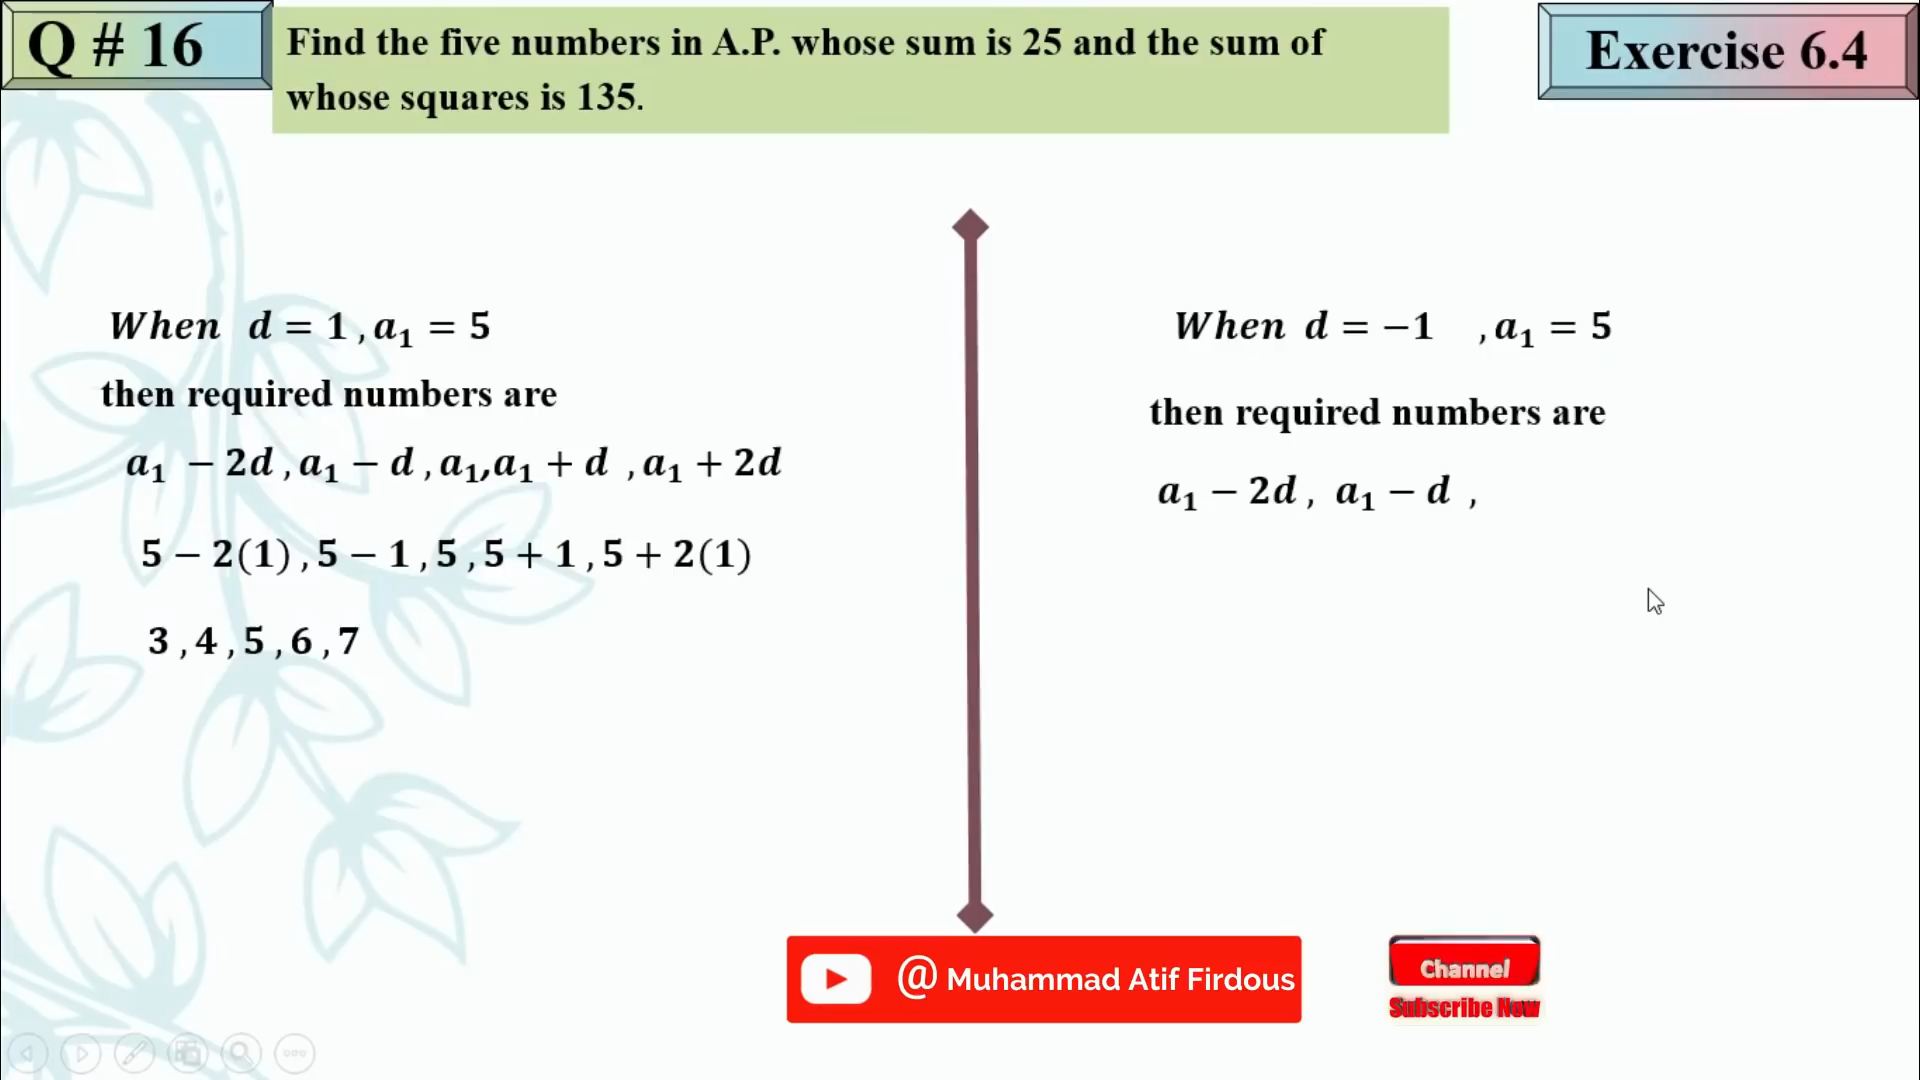 Q # 16
Find the five numbers in A.P. whose sum is 25 and the sum of
whose squares is 135.
Exercise 6.4
When d = 1 , a₁ = 5
then required numbers are
a₁ − 2d , a₁ − d , a₁,a₁ + d , a₁ + 2d
5 − 2(1) , 5 − 1 , 5 , 5 + 1 , 5 + 2(1)
3 , 4 , 5 , 6 , 7
When d = −1 , a₁ = 5
then required numbers are
a₁ − 2d , a₁ − d ,
@ Muhammad Atif Firdous
Channel
Subscribe Now